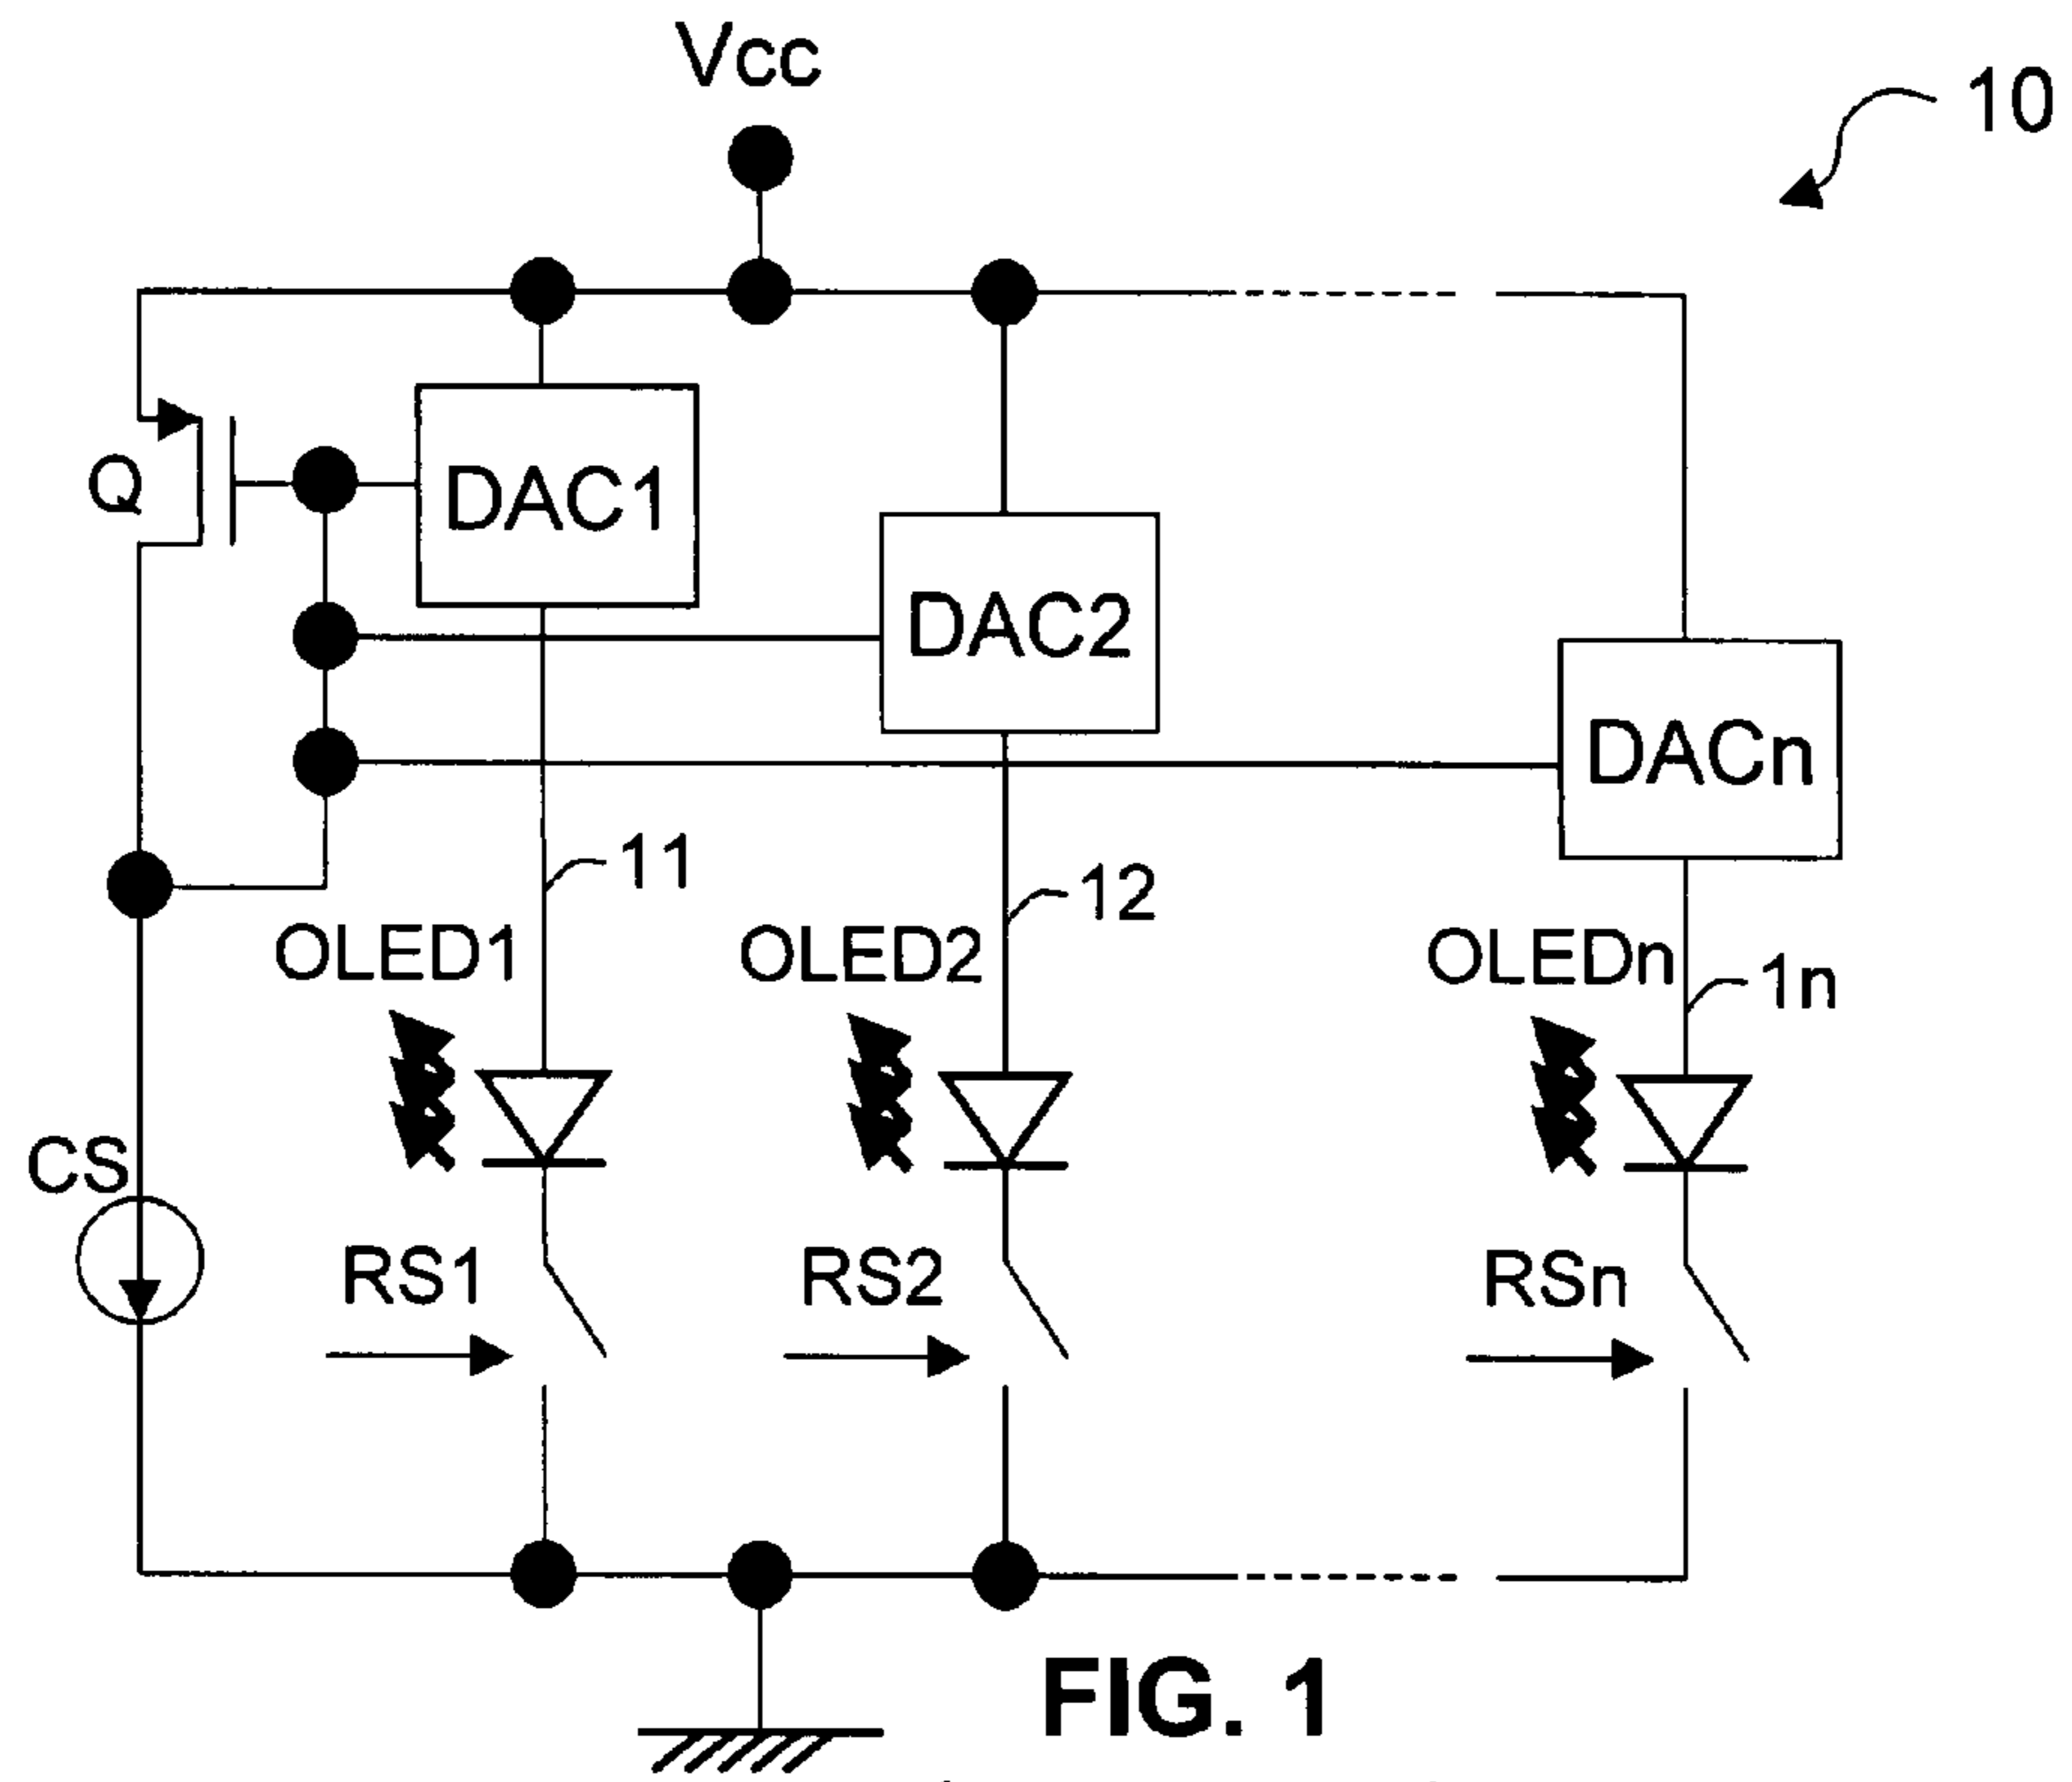 Vcc
10
Q
DAC1
DAC2
DACn
11
12
OLED1
OLED2
OLEDn
1n
CS
RS1
RS2
RSn
FIG. 1